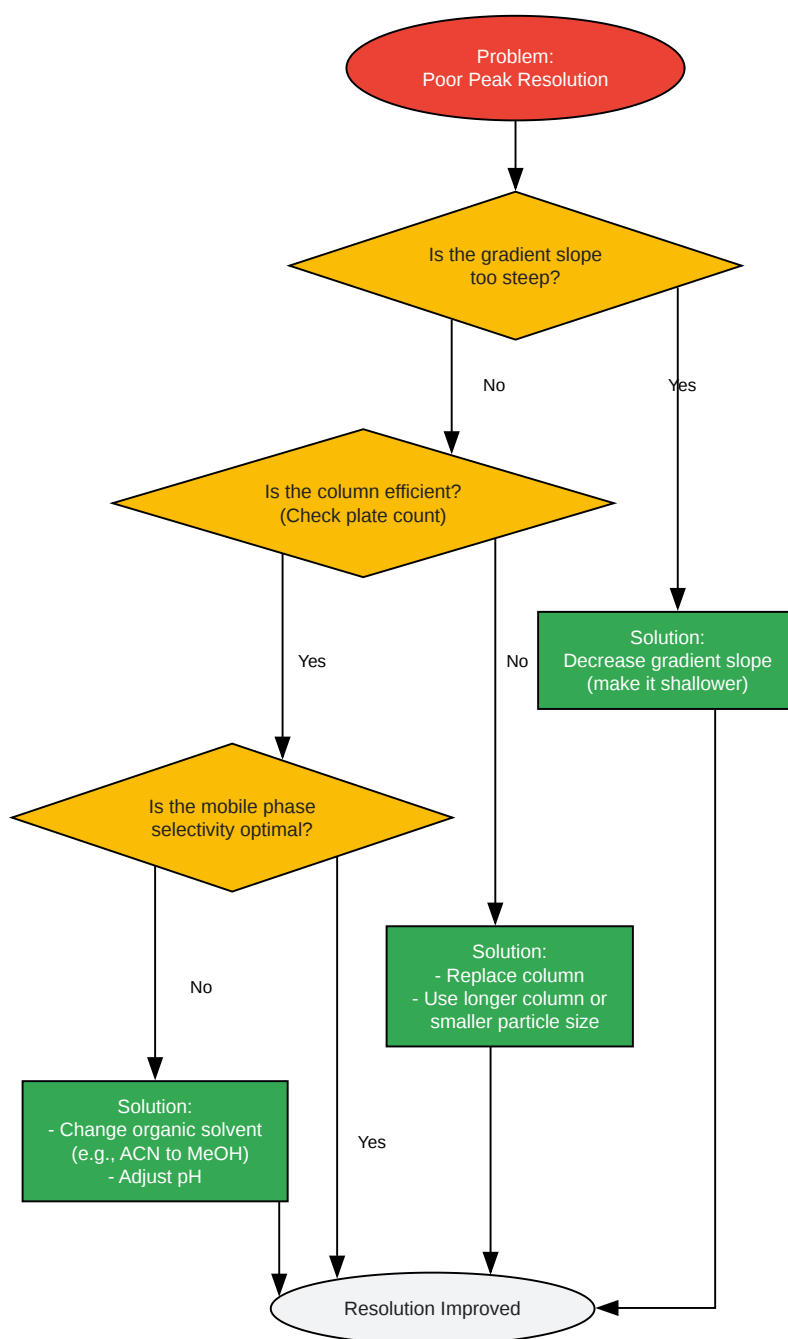 Problem:
Poor Peak Resolution
Is the gradient slope
too steep?
No
Yes
Is the column efficient?
(Check plate count)
Yes
No
Solution:
Decrease gradient slope
(make it shallower)
Is the mobile phase
selectivity optimal?
No
Yes
Solution:
- Replace column
- Use longer column or
smaller particle size
Solution:
- Change organic solvent
(e.g., ACN to MeOH)
- Adjust pH
Resolution Improved